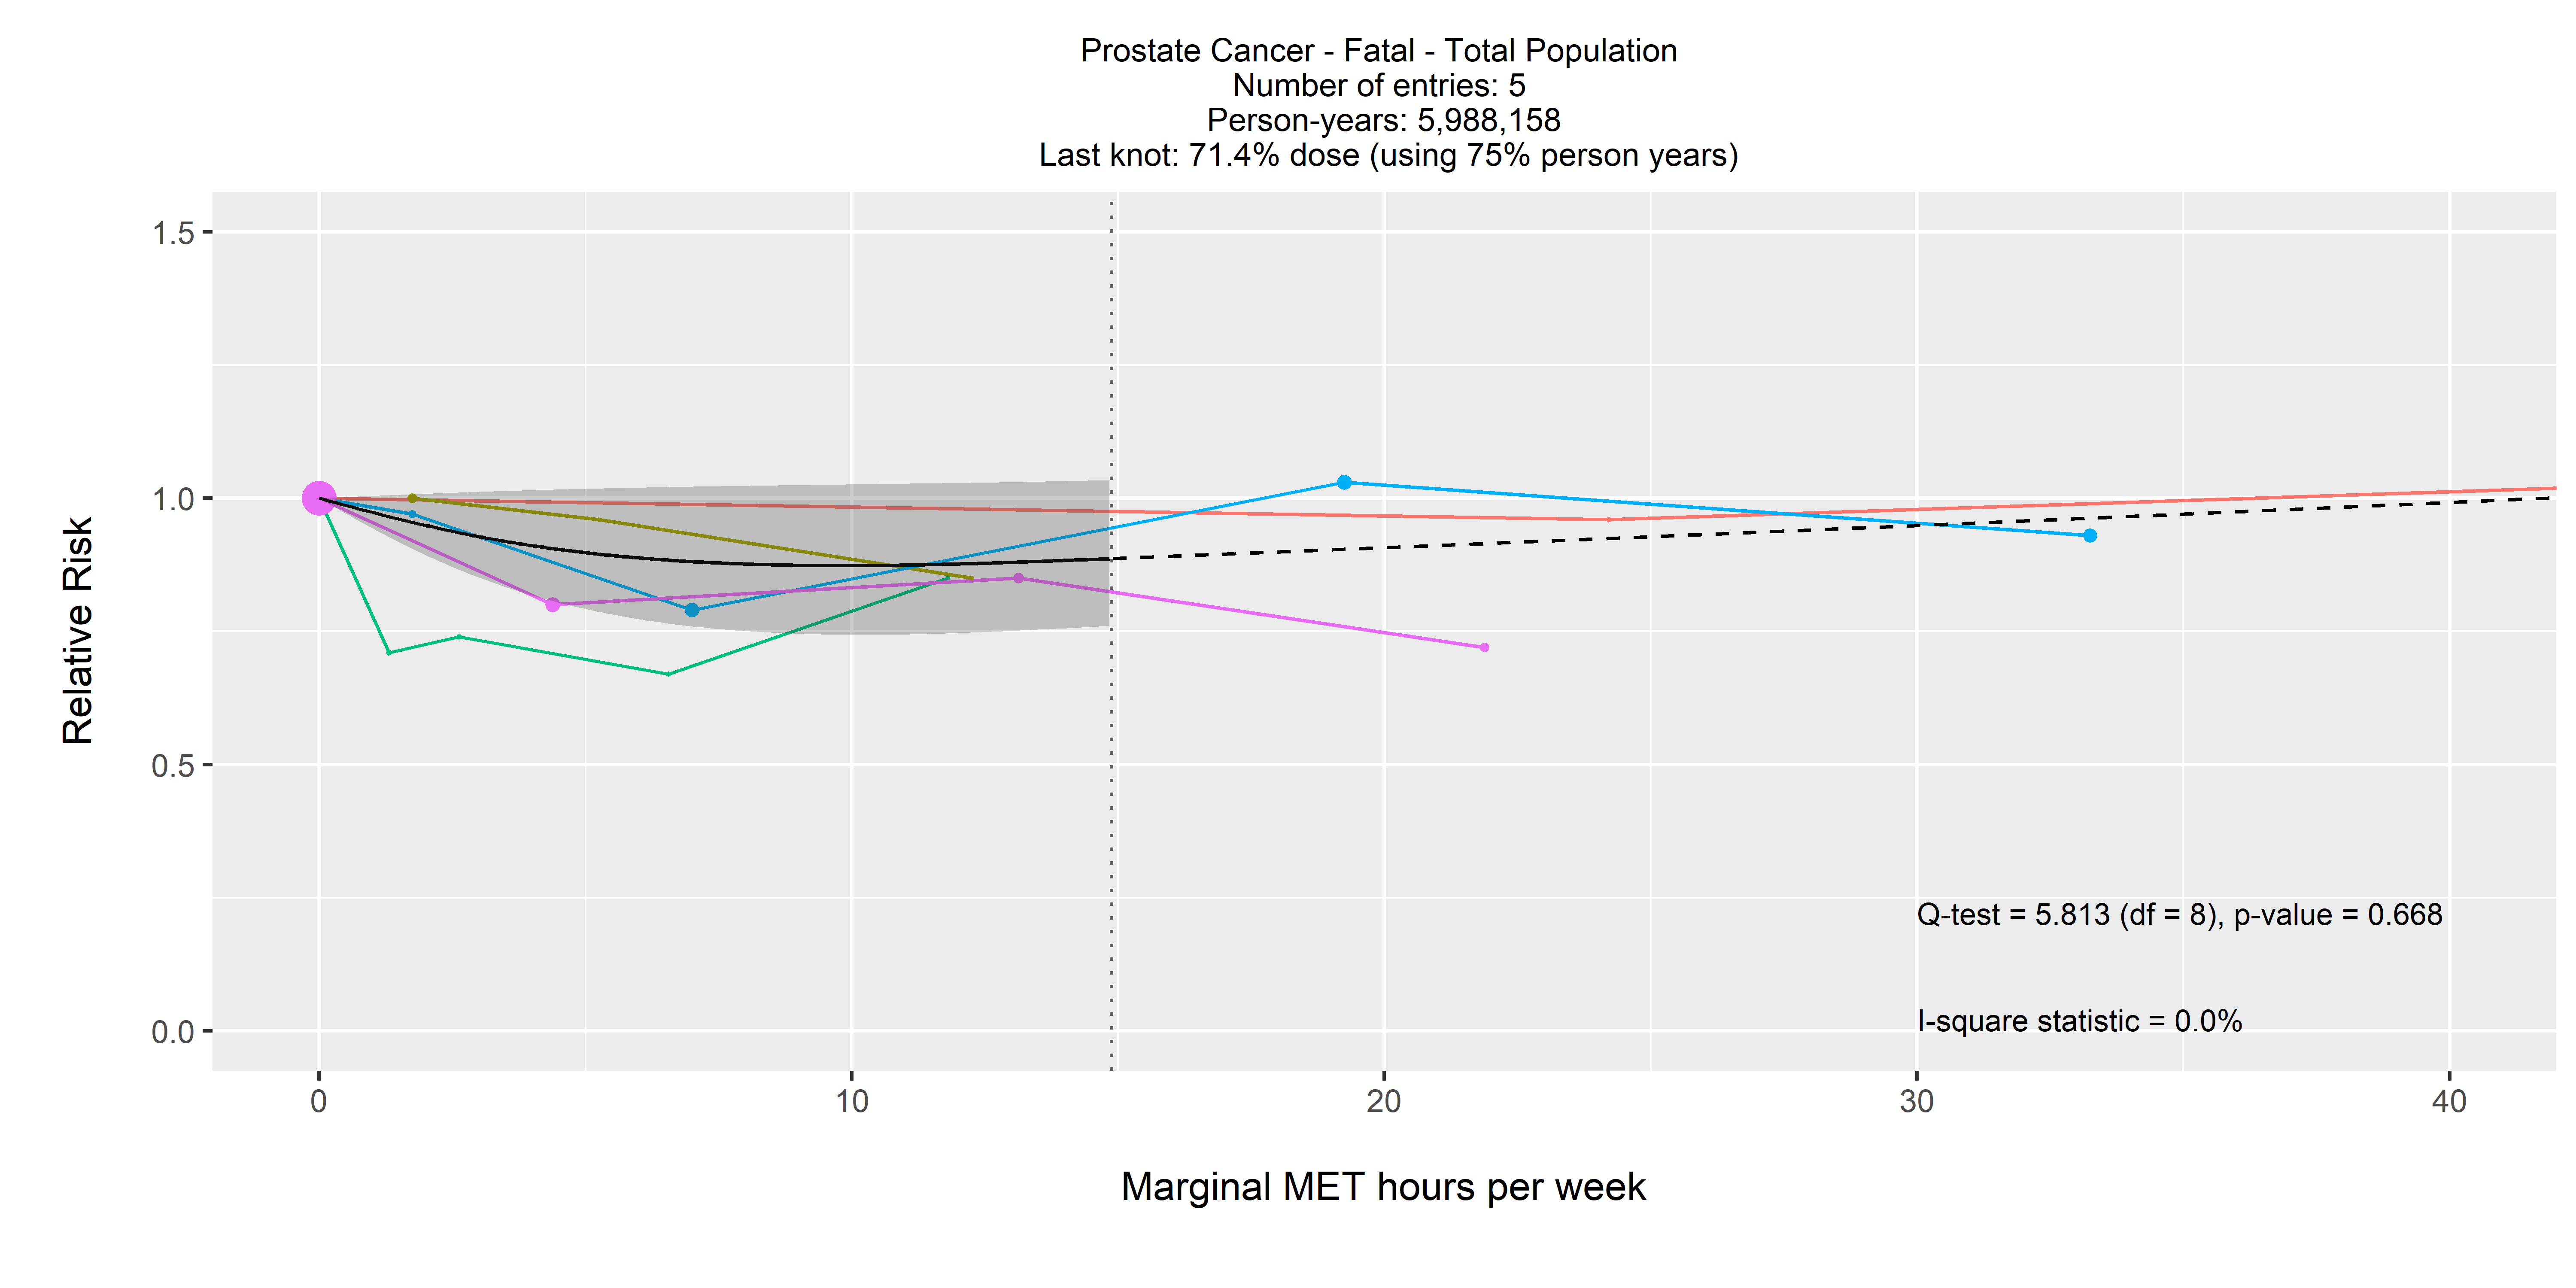 Prostate Cancer - Fatal - Total Population
Number of entries: 5
Person-years: 5,988,158
Last knot: 71.4% dose (using 75% person years)
1.5
1.0
0.5
0.0
Relative Risk
Q-test = 5.813 (df = 8), p-value = 0.668
I-square statistic = 0.0%
0 10 20 30 40
Marginal MET hours per week